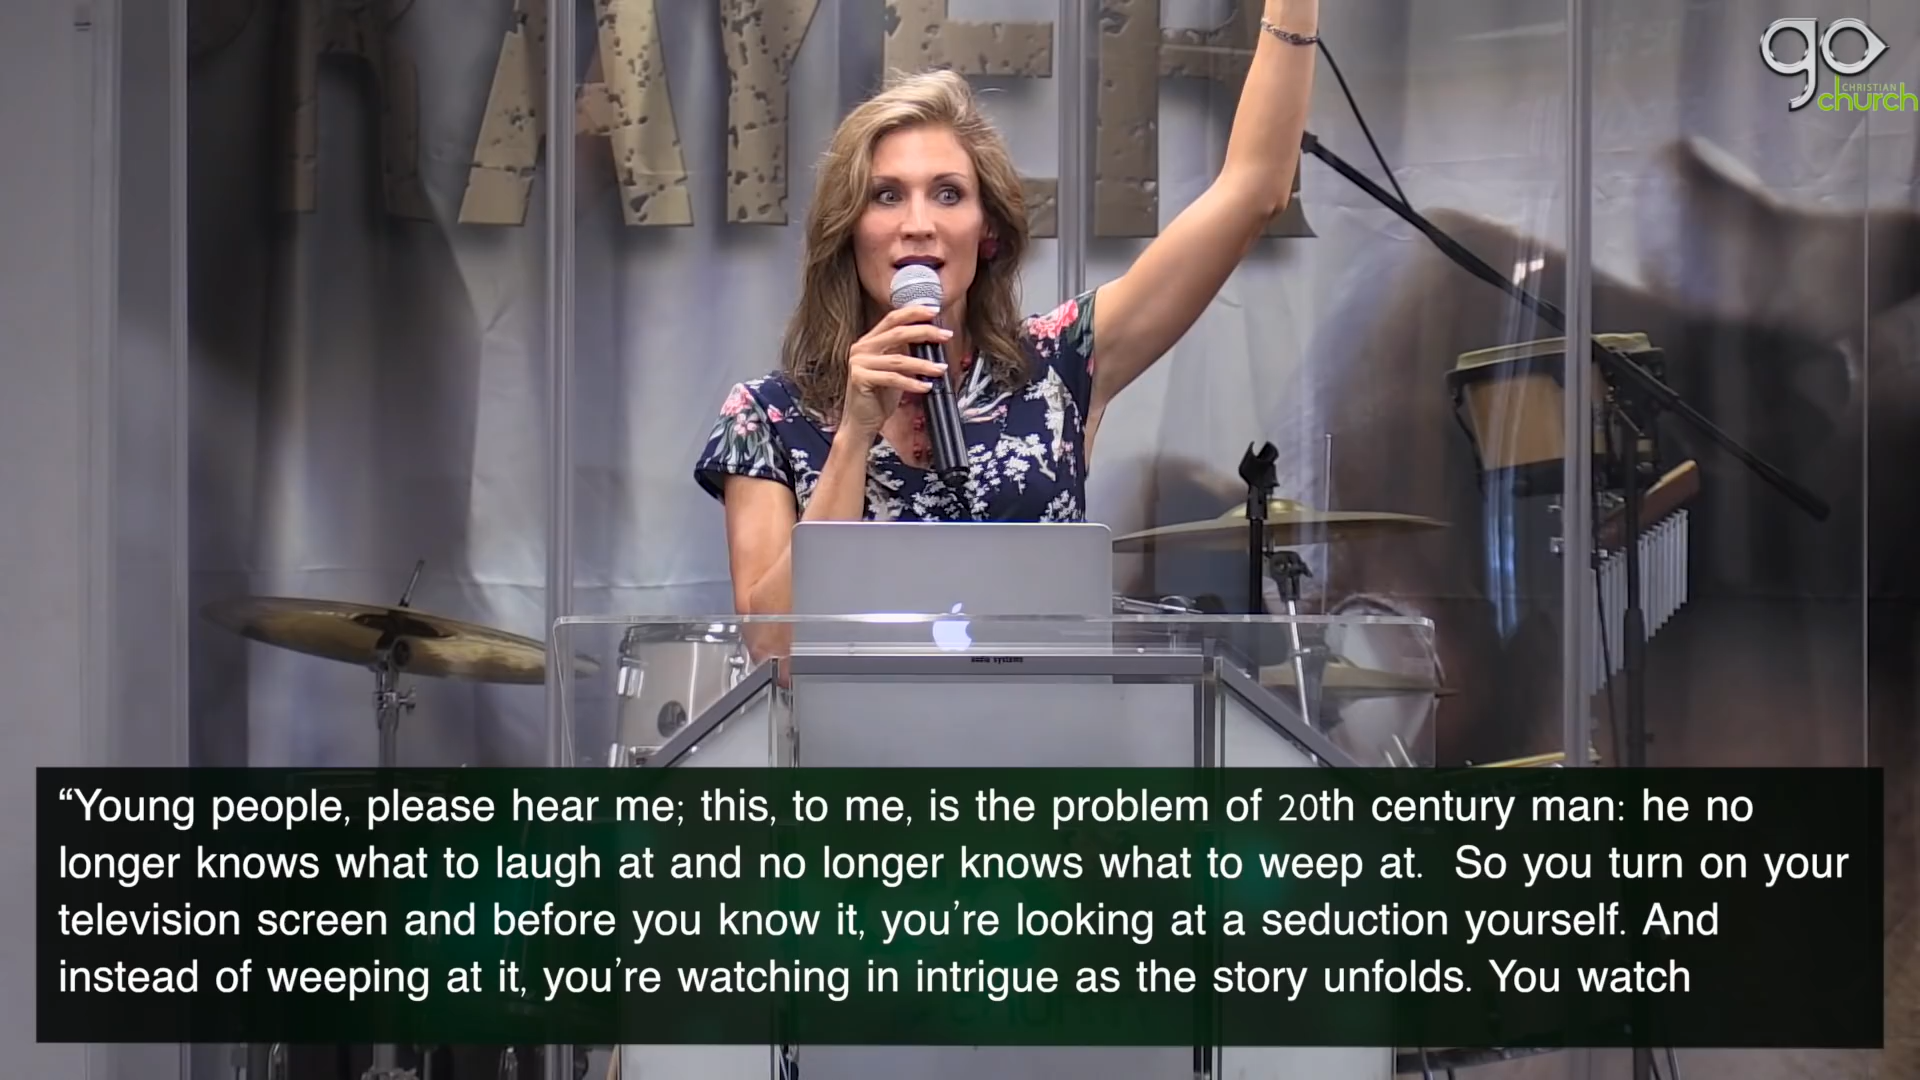 PRAYER
go
CHRISTIAN
church
audio systems
“Young people, please hear me; this, to me, is the problem of 20th century man: he no
longer knows what to laugh at and no longer knows what to weep at.  So you turn on your
television screen and before you know it, you’re looking at a seduction yourself. And
instead of weeping at it, you’re watching in intrigue as the story unfolds. You watch